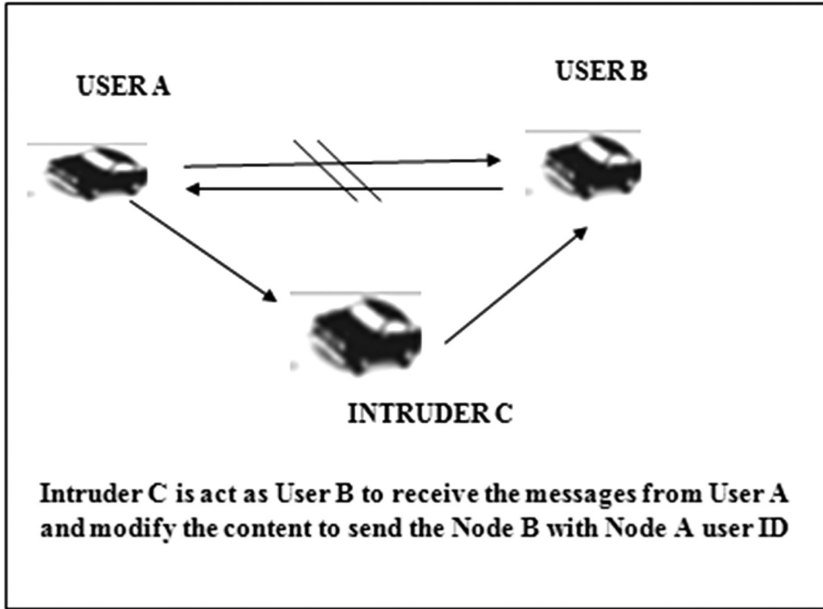 USER A
USER B
INTRUDER C
Intruder C is act as User B to receive the messages from User A
and modify the content to send the Node B with Node A user ID